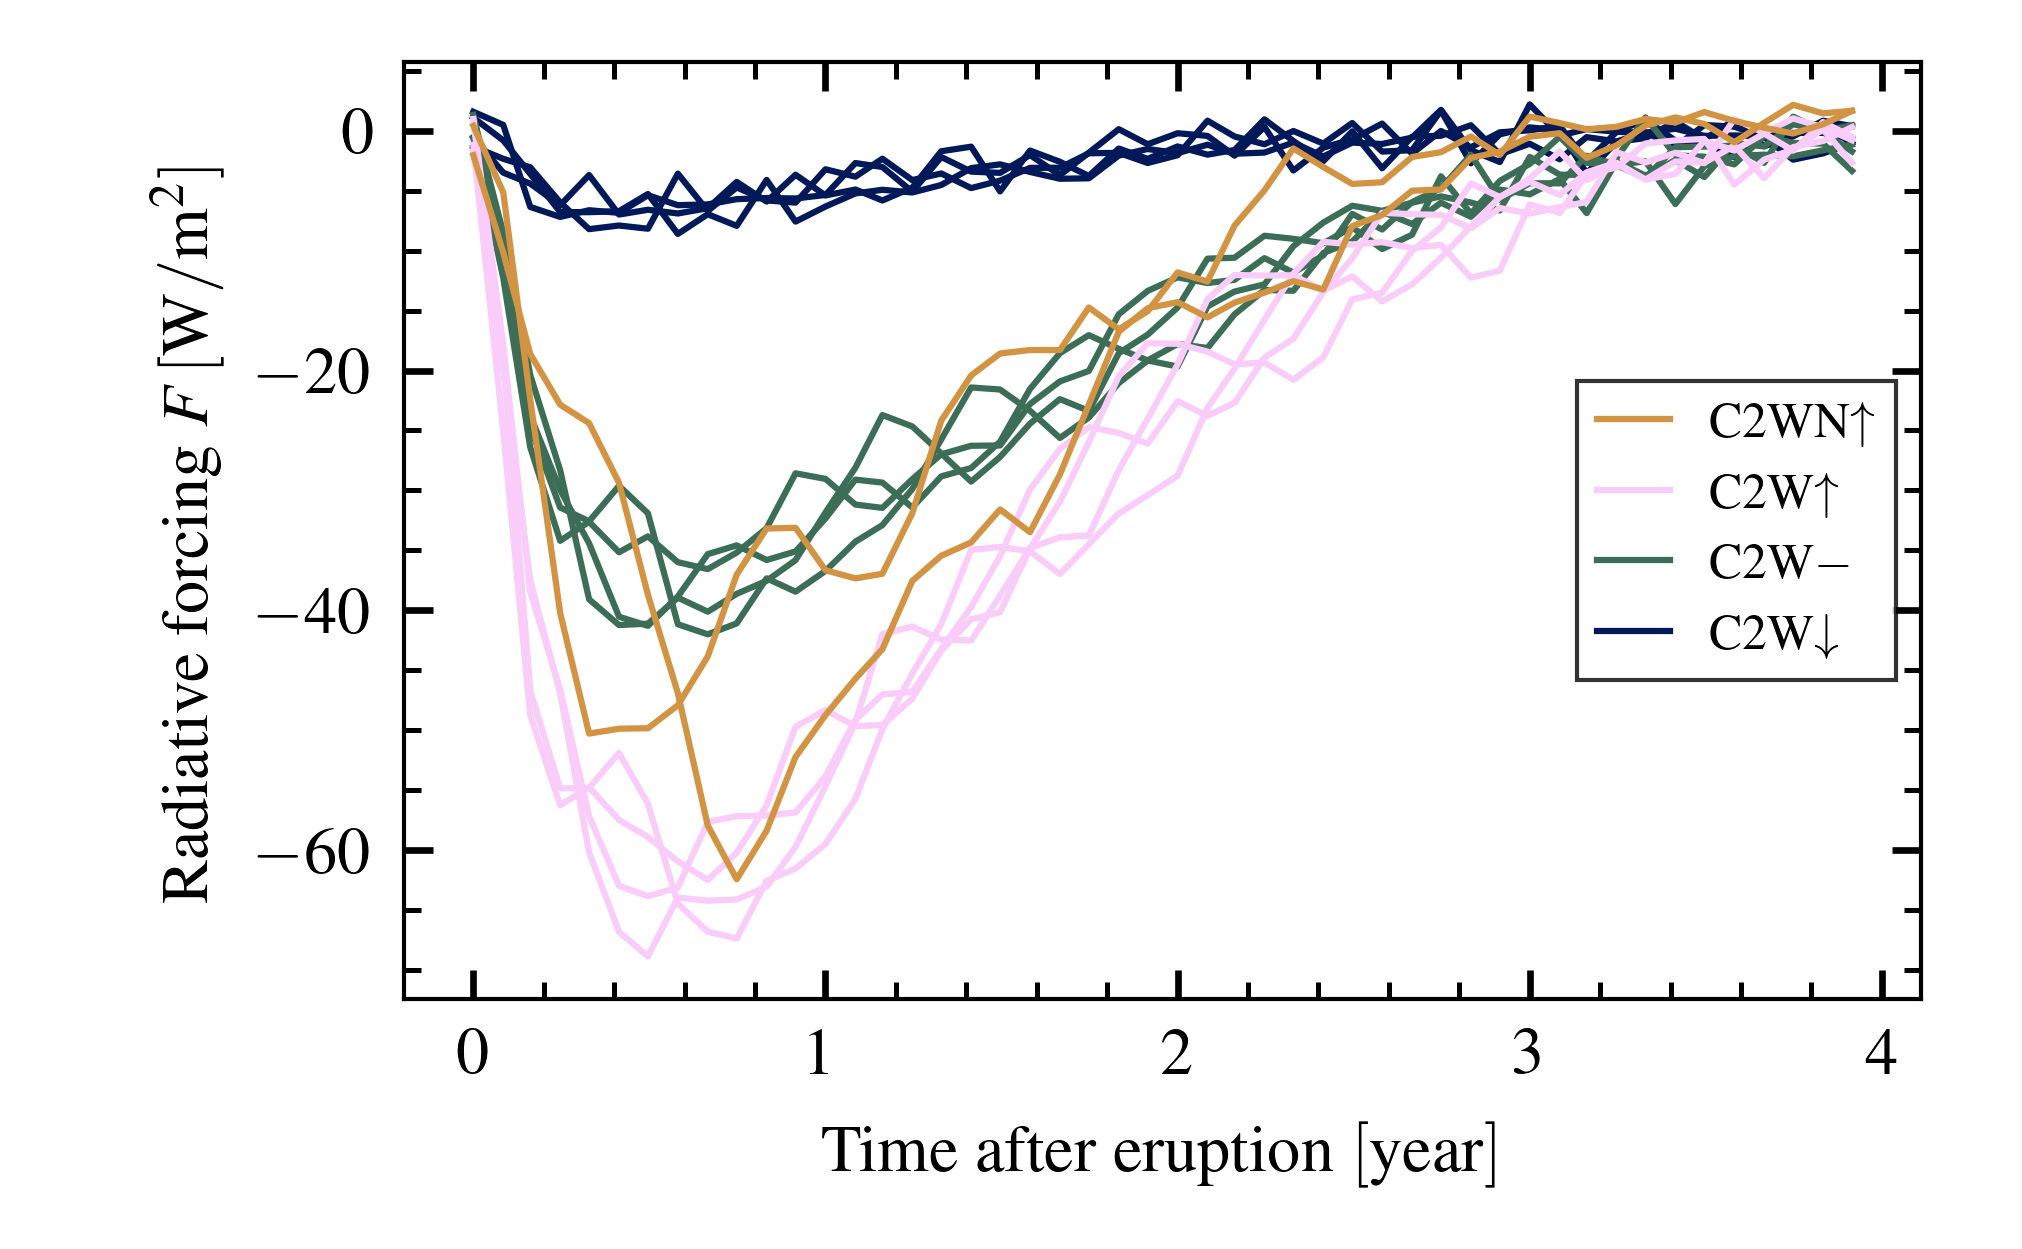 Radiative forcing F [W/m²]
0
−20
−40
−60
C2WN↑
C2W↑
C2W−
C2W↓
0 1 2 3 4
Time after eruption [year]